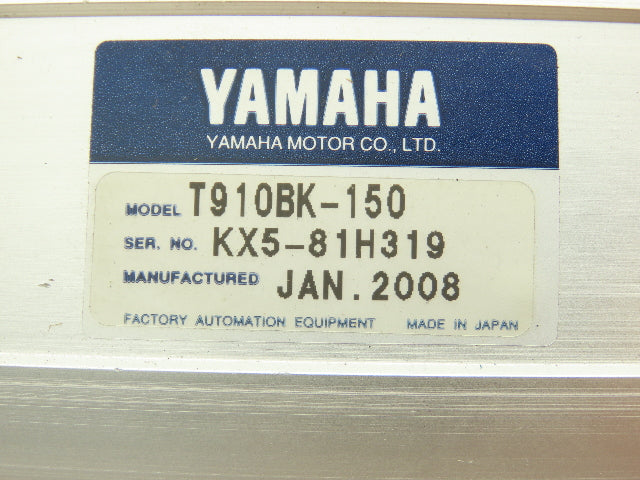 YAMAHA
YAMAHA MOTOR CO., LTD.
MODEL T910BK-150
SER. NO. KX5-81H319
MANUFACTURED JAN.2008
FACTORY AUTOMATION EQUIPMENT MADE IN JAPAN